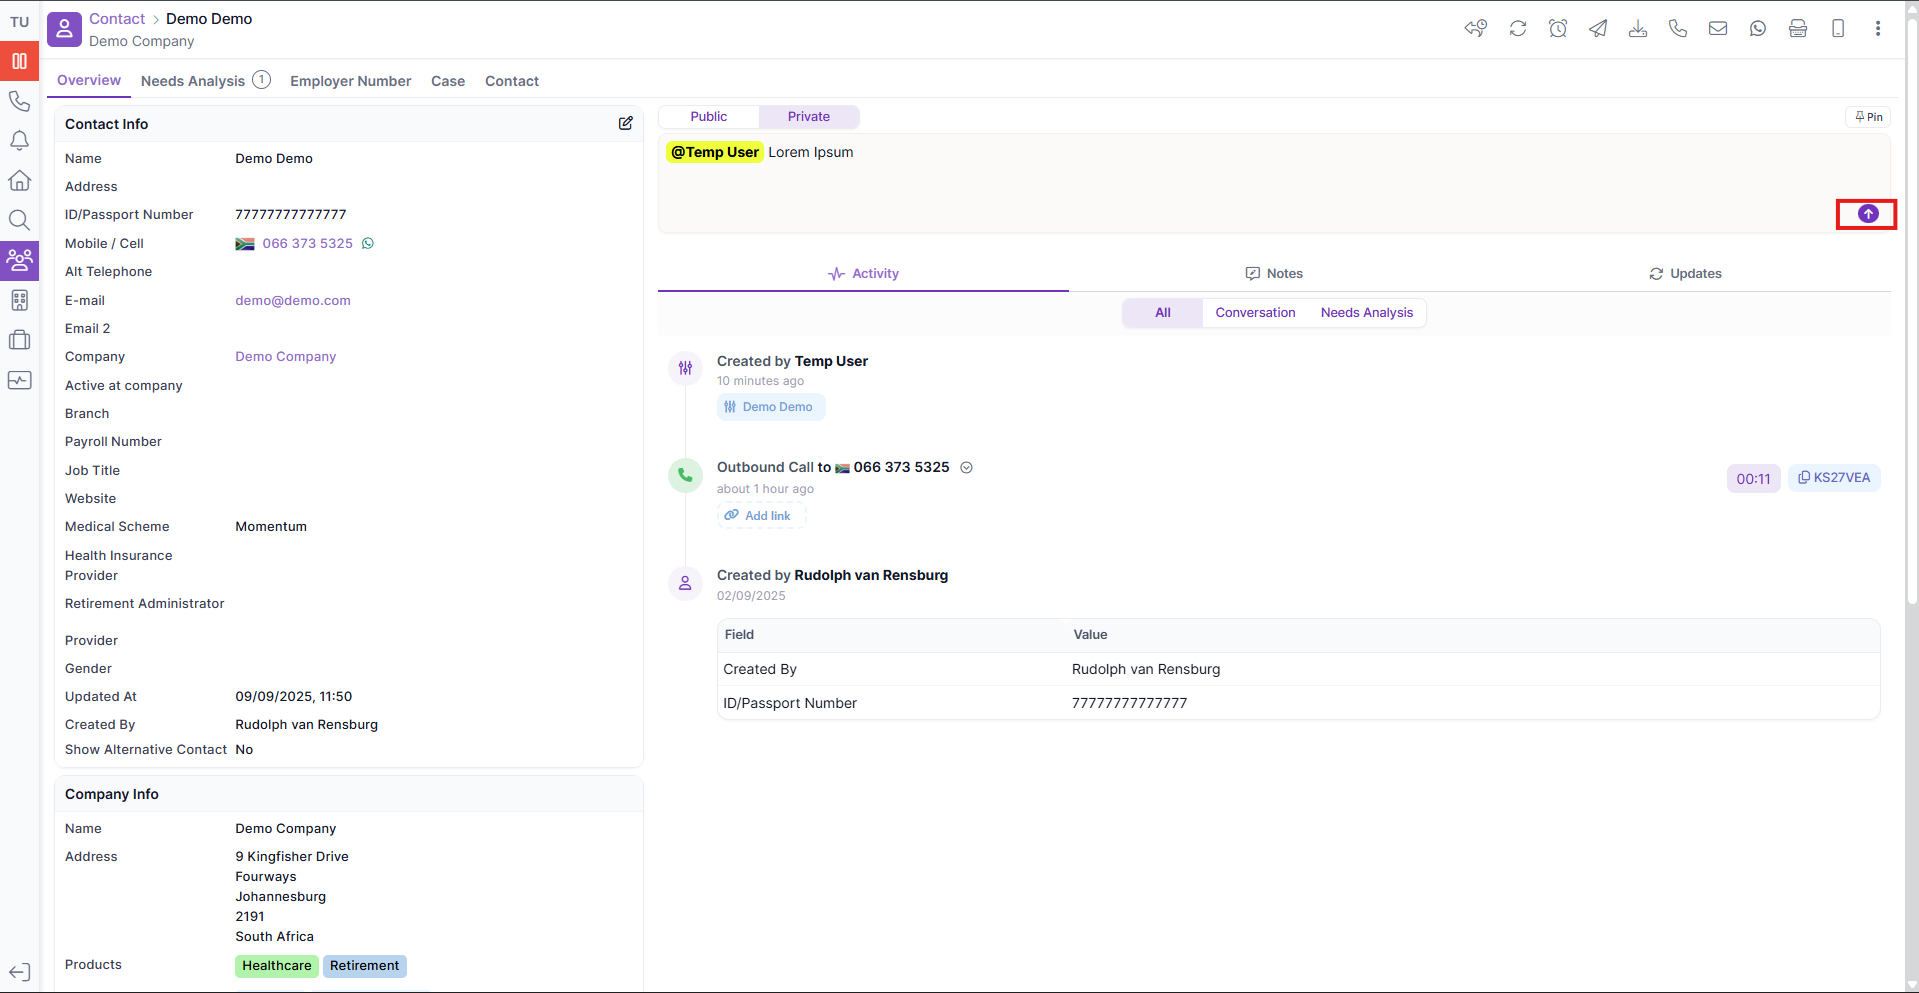 TU
Contact > Demo Demo
Demo Company
Overview
Needs Analysis 1
Employer Number
Case
Contact
Contact Info
Name Demo Demo
Address
ID/Passport Number 77777777777777
Mobile / Cell 066 373 5325
Alt Telephone
E-mail demo@demo.com
Email 2
Company Demo Company
Active at company
Branch
Payroll Number
Job Title
Website
Medical Scheme Momentum
Health Insurance
Provider
Retirement Administrator
Provider
Gender
Updated At 09/09/2025, 11:50
Created By Rudolph van Rensburg
Show Alternative Contact No
Company Info
Name Demo Company
Address 9 Kingfisher Drive
Fourways
Johannesburg
2191
South Africa
Products Healthcare Retirement
Public Private
Pin
@Temp User Lorem Ipsum
Activity
Notes
Updates
All Conversation Needs Analysis
Created by Temp User
10 minutes ago
Demo Demo
Outbound Call to 066 373 5325
00:11 KS27VEA
about 1 hour ago
Add link
Created by Rudolph van Rensburg
02/09/2025
Field Value
Created By Rudolph van Rensburg
ID/Passport Number 77777777777777